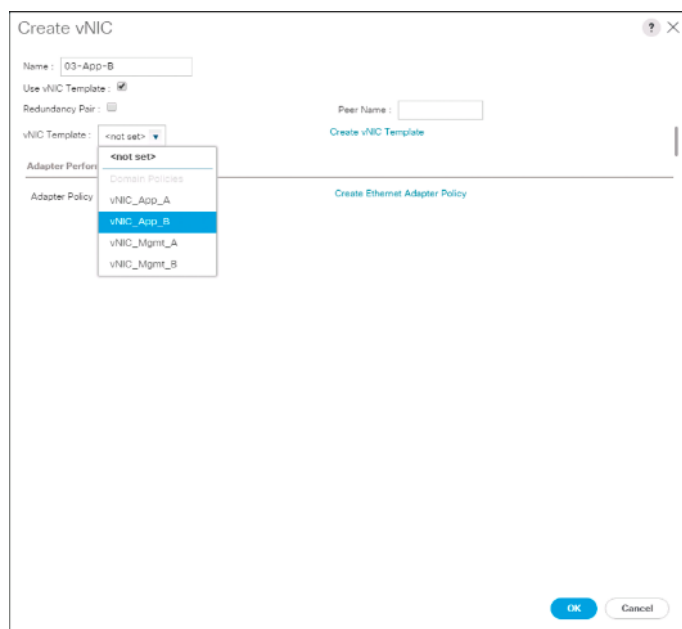 Create vNIC
?
Name : 03-App-B
Use vNIC Template :
Redundancy Pair :
Peer Name :
vNIC Template : <not set>
Create vNIC Template
<not set>
Domain Policies
vNIC_App_A
vNIC_App_B
vNIC_Mgmt_A
vNIC_Mgmt_B
Adapter Perfor
Adapter Policy
Create Ethernet Adapter Policy
OK
Cancel